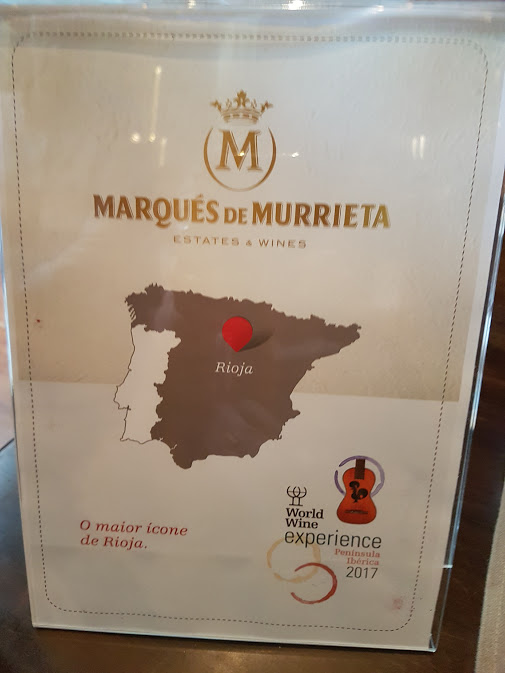 M
MARQUÉS DE MURRIETA
ESTATES & WINES
Rioja
O maior ícone
de Rioja.
World
Wine
experience
Península
Ibérica
2017